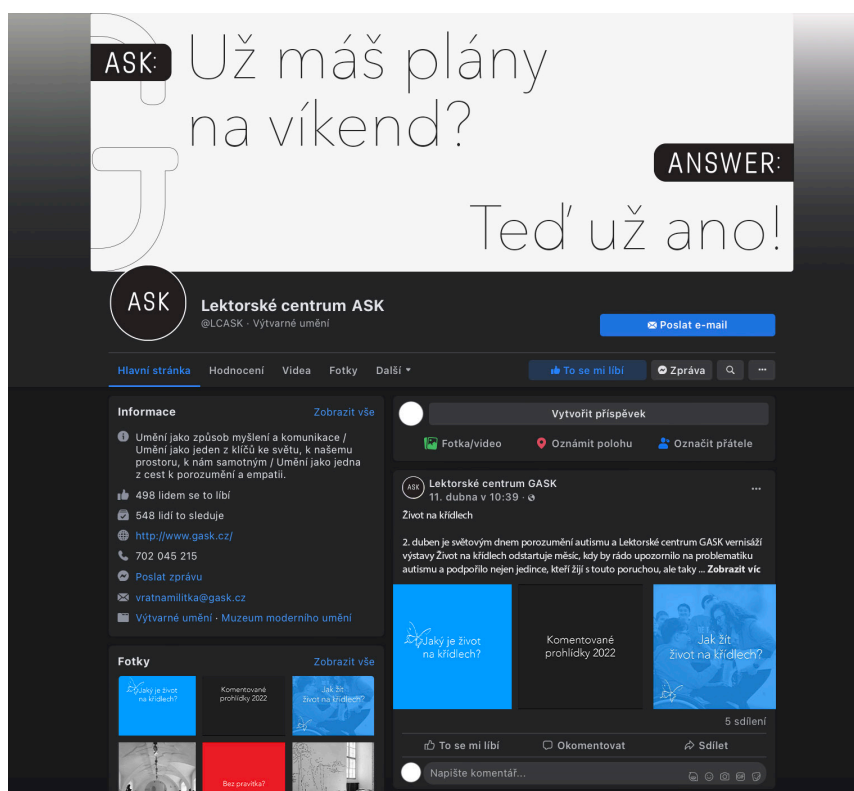 ASK:
Už máš plány
na víkend?
ANSWER:
Teď už ano!
ASK
Lektorské centrum ASK
@LCASK · Výtvarné umění
Poslat e-mail
Hlavní stránka
Hodnocení
Videa
Fotky
Další
To se mi líbí
Zpráva
Informace
Zobrazit vše
Umění jako způsob myšlení a komunikace /
Umění jako jeden z klíčů ke světu, k našemu
prostoru, k nám samotným / Umění jako jedna
z cest k porozumění a empatii.
498 lidem se to líbí
548 lidí to sleduje
http://www.gask.cz/
702 045 215
Poslat zprávu
vratnamilitka@gask.cz
Výtvarné umění · Muzeum moderního umění
Fotky
Zobrazit vše
Jaký je život
na křídlech?
Komentované
prohlídky 2022
Jak žít
život na křídlech?
Bez pravítka?
Vytvořit příspěvek
Fotka/video
Oznámit polohu
Označit přátele
ASK
Lektorské centrum GASK
11. dubna v 10:39 ·
Život na křídlech
2. duben je světovým dnem porozumění autismu a Lektorské centrum GASK vernisáží
výstavy Život na křídlech odstartuje měsíc, kdy by rádo upozornilo na problematiku
autismu a podpořilo nejen jedince, kteří žijí s touto poruchou, ale taky ... Zobrazit víc
Jaký je život
na křídlech?
Komentované
prohlídky 2022
Jak žít
život na křídlech?
5 sdílení
To se mi líbí
Okomentovat
Sdílet
Napište komentář...